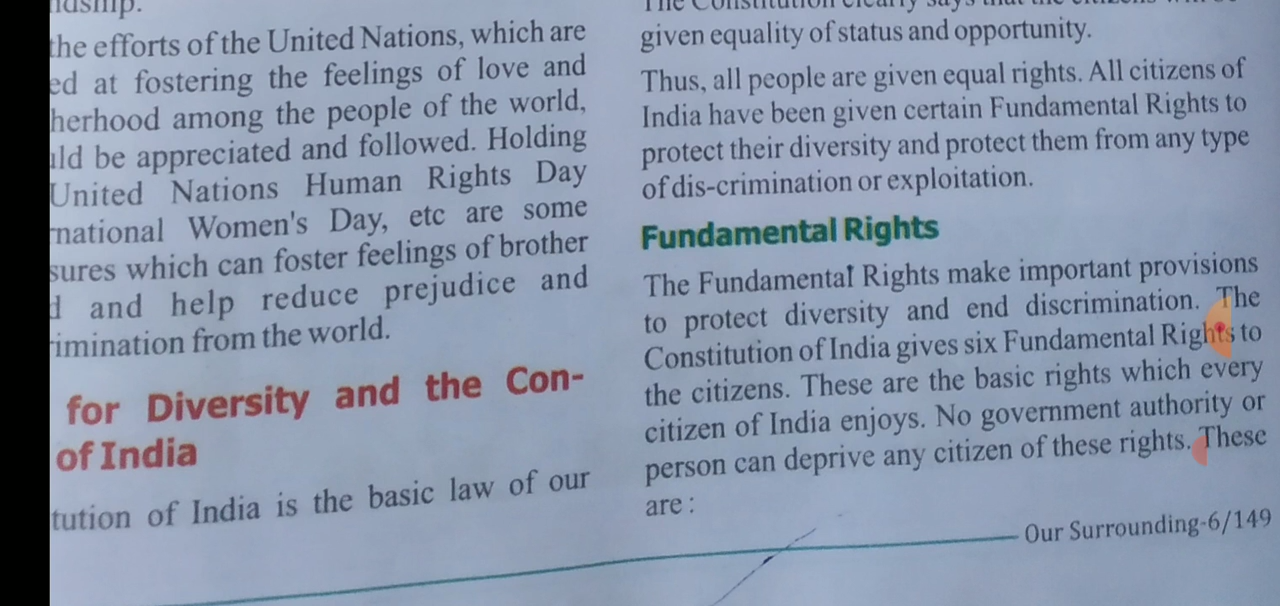 the efforts of the United Nations, which are
ed at fostering the feelings of love and
herhood among the people of the world,
uld be appreciated and followed. Holding
United Nations Human Rights Day
national Women's Day, etc are some
sures which can foster feelings of brother
d and help reduce prejudice and
imination from the world.
for Diversity and the Con-
of India
tution of India is the basic law of our
The Constitution clearly says that the citizens
given equality of status and opportunity.
Thus, all people are given equal rights. All citizens of
India have been given certain Fundamental Rights to
protect their diversity and protect them from any type
of dis-crimination or exploitation.
Fundamental Rights
The Fundamental Rights make important provisions
to protect diversity and end discrimination. The
Constitution of India gives six Fundamental Rights to
the citizens. These are the basic rights which every
citizen of India enjoys. No government authority or
person can deprive any citizen of these rights. These
are :
Our Surrounding-6/149